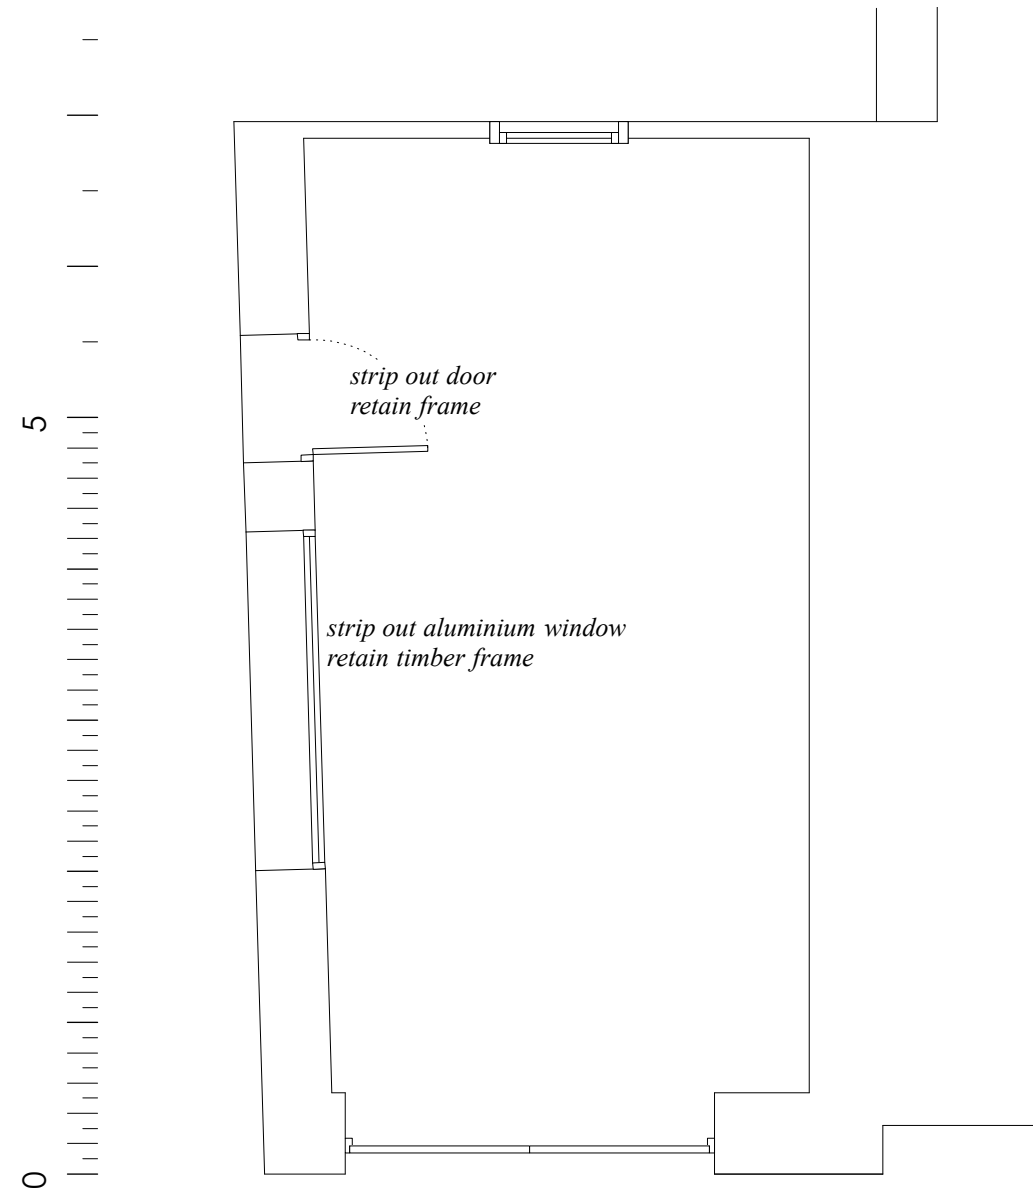 strip out door
retain frame
5
strip out aluminium window
retain timber frame
0